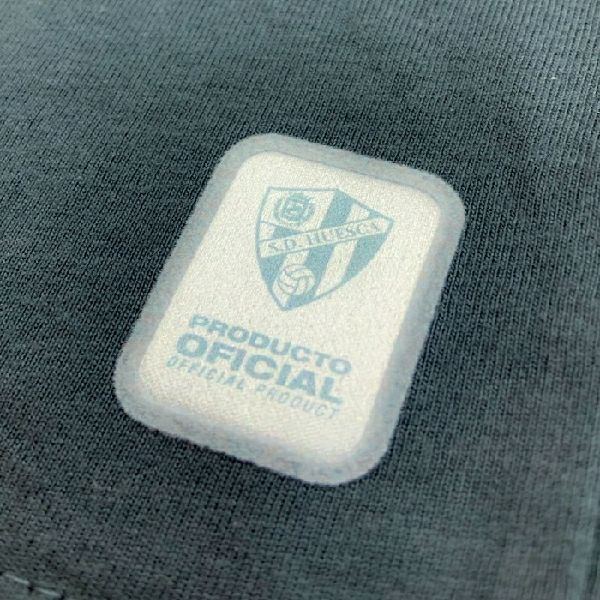 S.D. HUESCA
PRODUCTO
OFICIAL
OFFICIAL PRODUCT